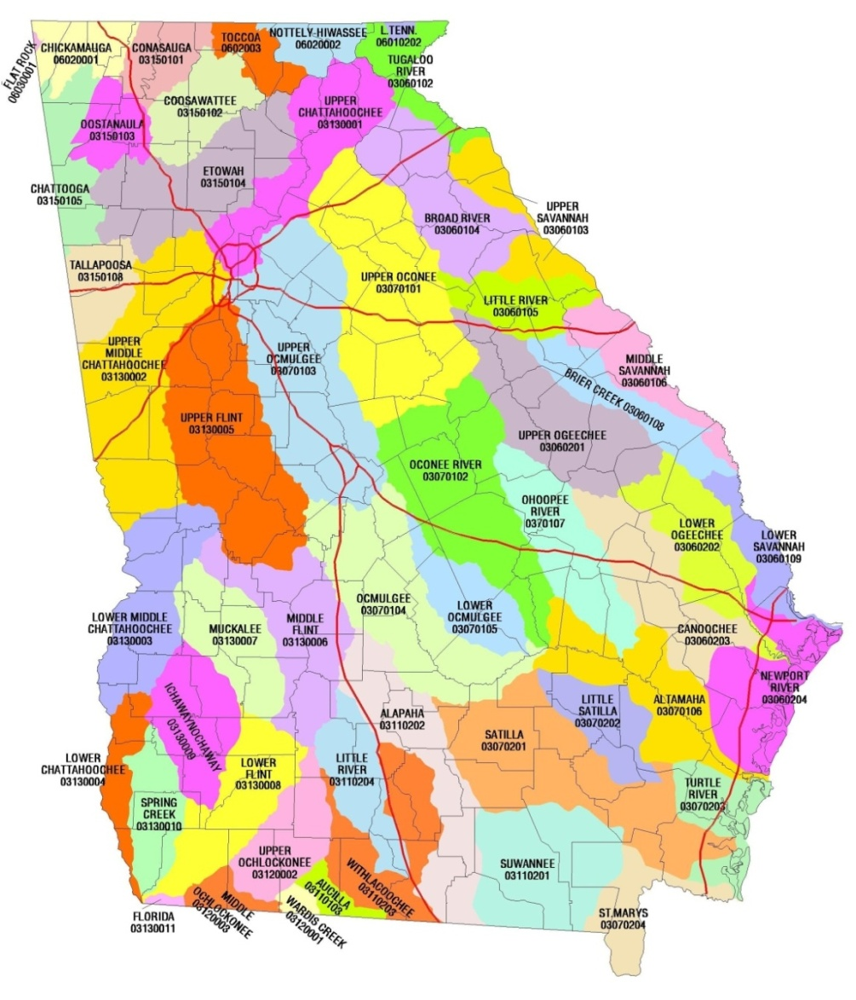 FLAT ROCK
06030001
CHICKAMAUGA
06020001
CONASAUGA
03150101
TOCCOA
0602003
NOTTELY-HIWASSEE
06020002
L.TENN.
06010202
TUGALOO
RIVER
03060102
COOSAWATTEE
03150102
UPPER
CHATTAHOOCHEE
03130001
OOSTANAULA
03150103
ETOWAH
03150104
CHATTOOGA
03150105
BROAD RIVER
03060104
UPPER
SAVANNAH
03060103
TALLAPOOSA
03150108
UPPER OCONEE
03070101
LITTLE RIVER
03060105
UPPER
MIDDLE
CHATTAHOOCHEE
03130002
UPPER
OCMULGEE
03070103
MIDDLE
SAVANNAH
03060106
BRIER CREEK 03060108
UPPER FLINT
03130005
UPPER OGEECHEE
03060201
OCONEE RIVER
03070102
OHOOPEE
RIVER
0370107
LOWER
OGEECHEE
03060202
LOWER
SAVANNAH
03060109
LOWER MIDDLE
CHATTAHOOCHEE
03130003
MUCKALEE
03130007
MIDDLE
FLINT
03130006
OCMULGEE
03070104
LOWER
OCMULGEE
03070105
CANOOCHEE
03060203
NEWPORT
RIVER
03060204
ICHAWAYNOCHAWAY
03130009
ALAPAHA
03110202
LITTLE
SATILLA
03070202
ALTAMAHA
03070106
SATILLA
03070201
LOWER
CHATTAHOOCHEE
03130004
LOWER
FLINT
03130008
LITTLE
RIVER
03110204
TURTLE
RIVER
03070203
SPRING
CREEK
03130010
UPPER
OCHLOCKONEE
03120002
WITHLACOOCHEE
03110203
SUWANNEE
03110201
AUCILLA
03110103
FLORIDA
03130011
MIDDLE
OCHLOCKONEE
03120003
WARDIS CREEK
03120001
ST.MARYS
03070204